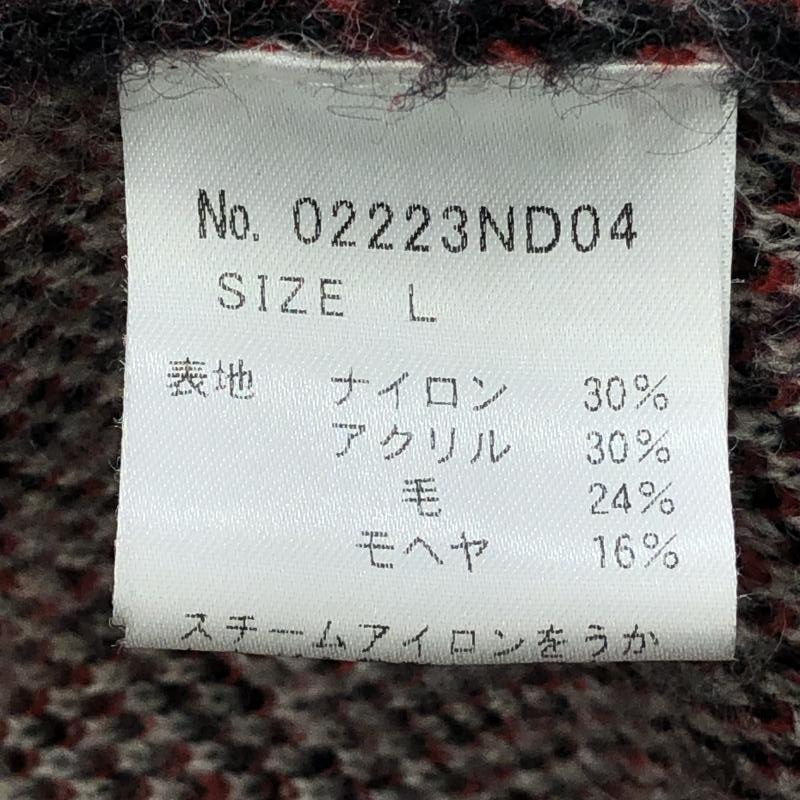 No. 02223ND04
SIZE L
表地 ナイロン 30%
アクリル 30%
毛 24%
モヘヤ 16%
スチームアイロンをうか